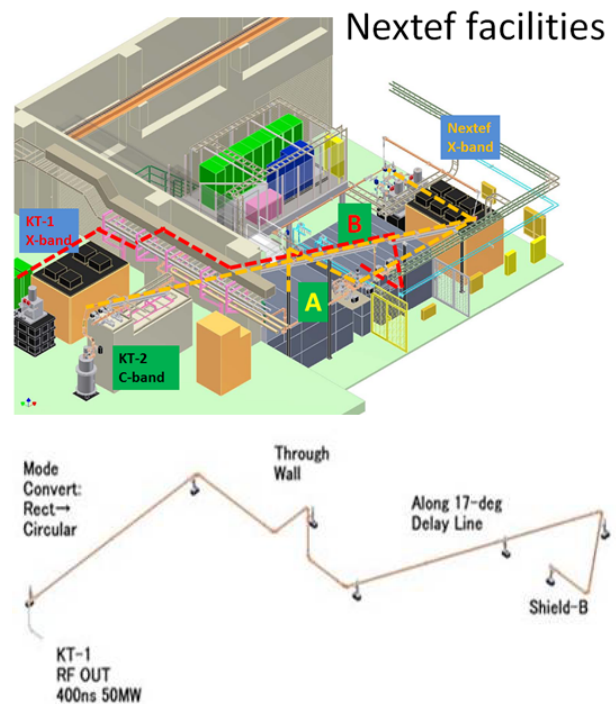 Nextef facilities
Nextef
X-band
KT-1
X-band
B
A
KT-2
C-band
Mode
Convert:
Rect→
Circular
Through
Wall
Along 17-deg
Delay Line
Shield-B
KT-1
RF OUT
400ns 50MW